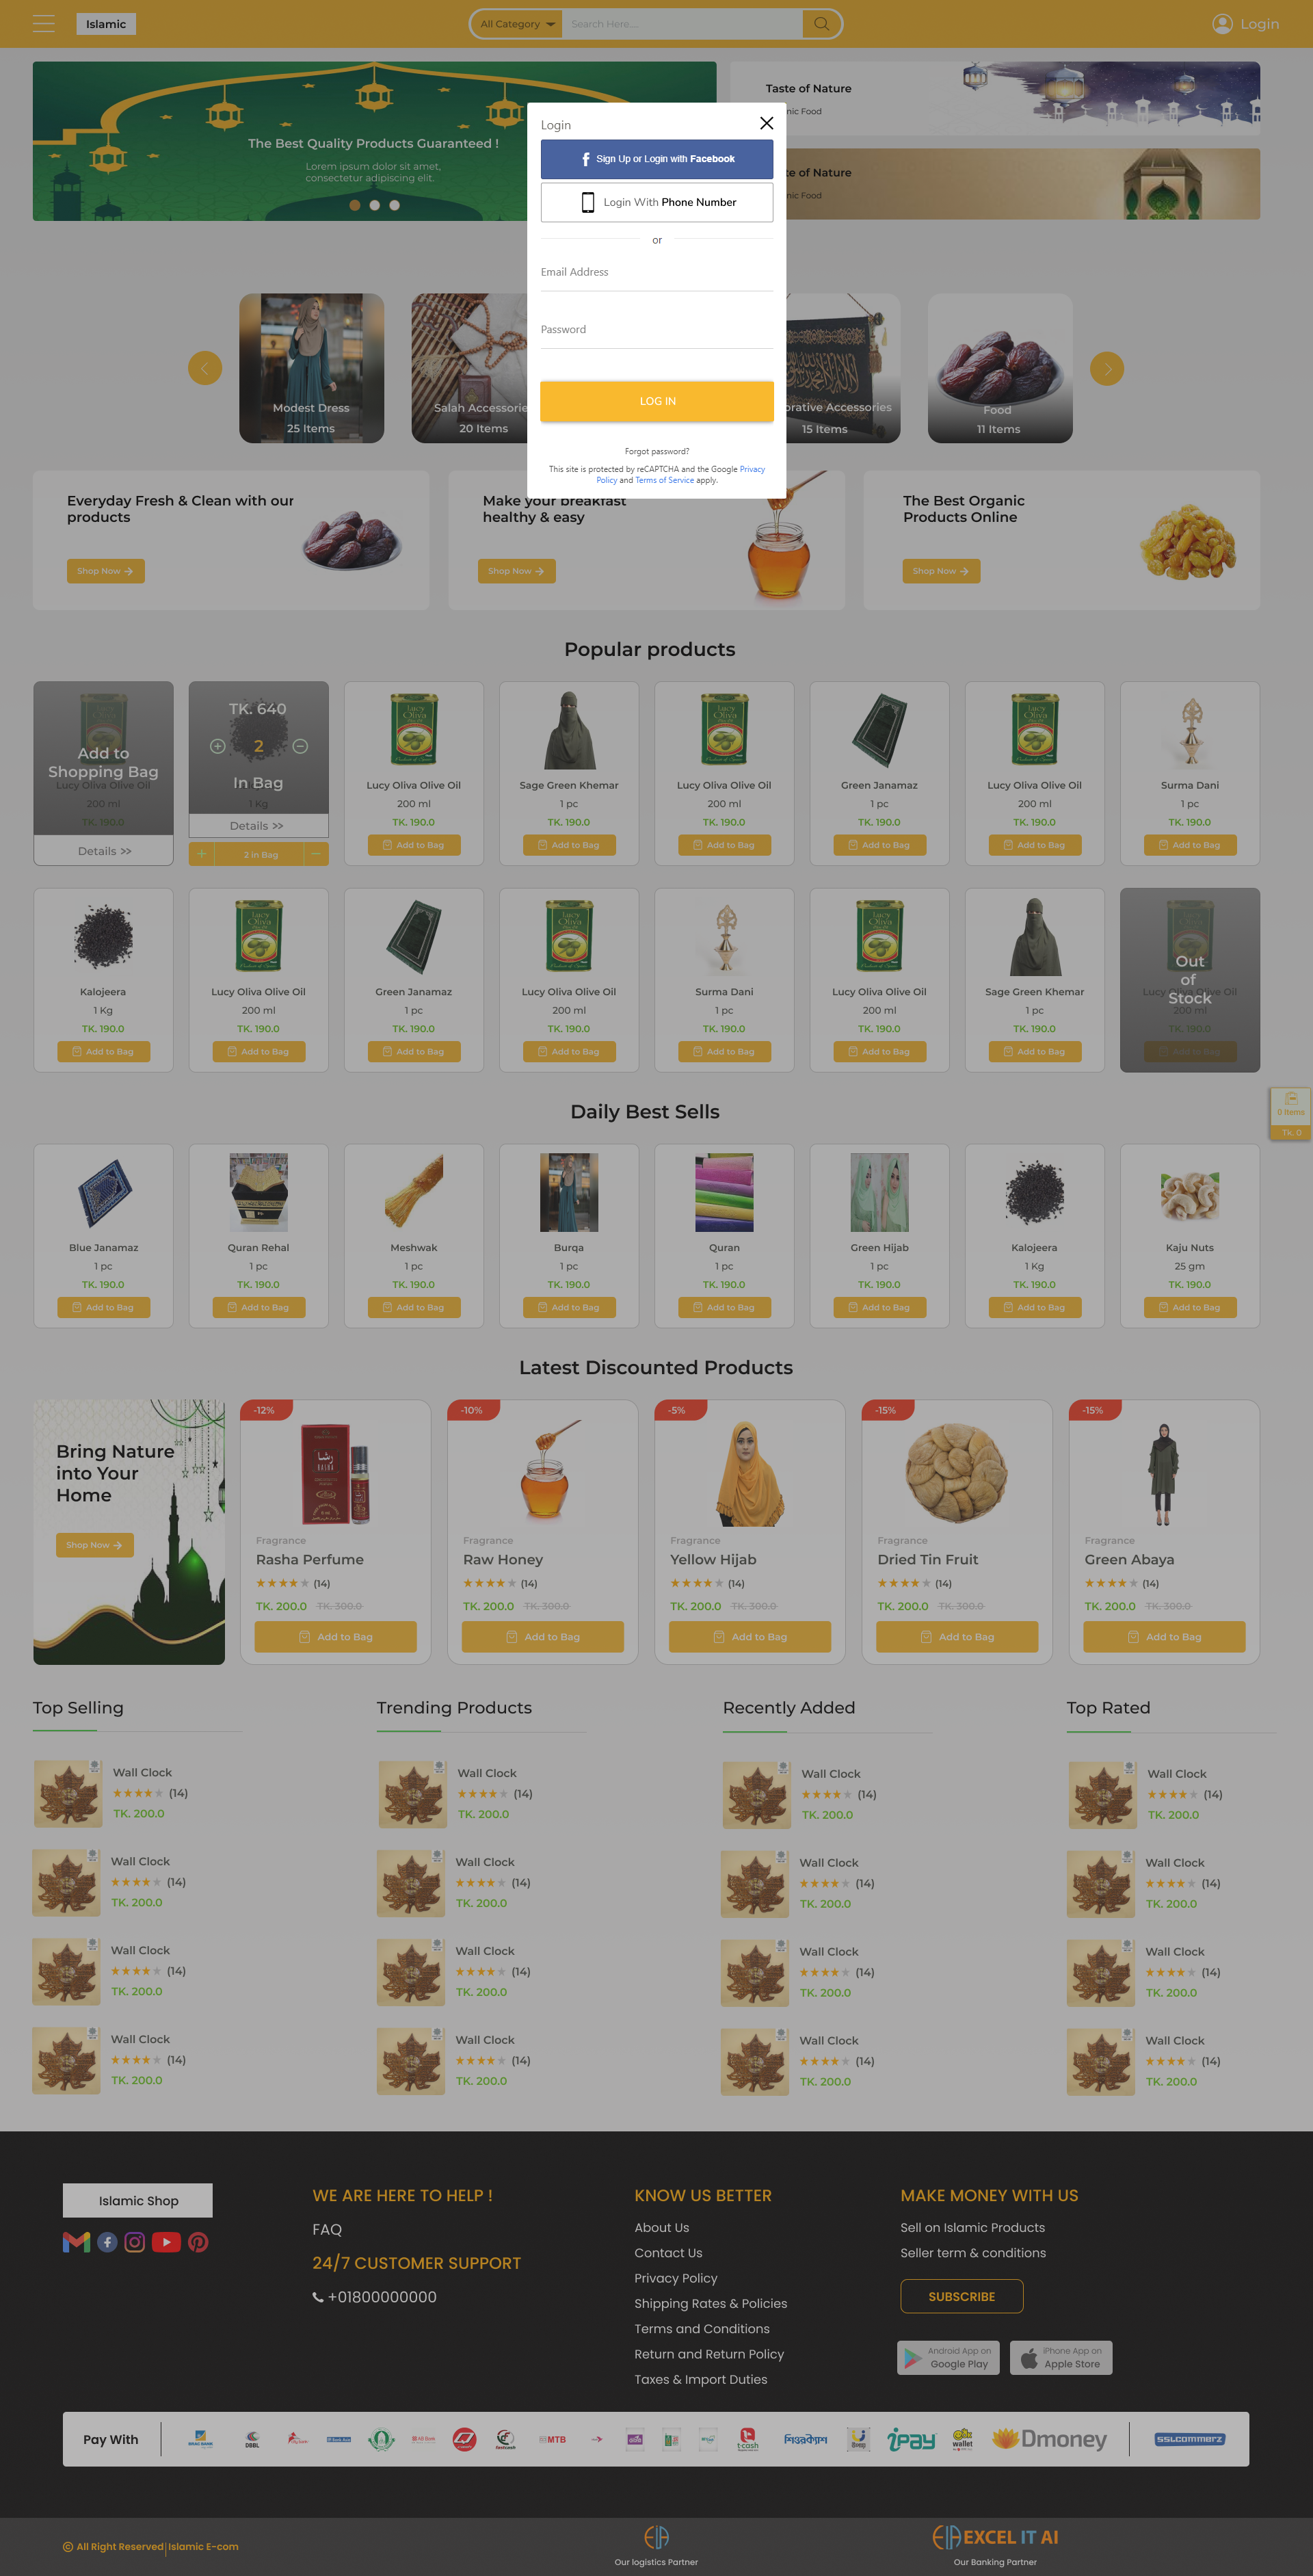 Islamic
All Category
Search Here....
Login
The Best Quality Products Guaranteed !
Lorem ipsum dolor sit amet,
consectetur adipiscing elit.
Taste of Nature
nic Food
te of Nature
nic Food
Login
Sign Up or Login with Facebook
Login With Phone Number
or
Email Address
Password
LOG IN
Forgot password?
This site is protected by reCAPTCHA and the Google Privacy
Policy and Terms of Service apply.
Modest Dress
25 Items
Salah Accessorie
20 Items
orative Accessories
15 Items
Food
11 Items
Everyday Fresh & Clean with our
products
Shop Now
Make your breakfast
healthy & easy
Shop Now
The Best Organic
Products Online
Shop Now
Popular products
Add to
Shopping Bag
Lucy Oliva Olive Oil
200 ml
TK. 190.0
Details >>
TK. 640
2
In Bag
1 Kg
Details >>
2 in Bag
Lucy Oliva Olive Oil
200 ml
TK. 190.0
Add to Bag
Sage Green Khemar
1 pc
TK. 190.0
Add to Bag
Lucy Oliva Olive Oil
200 ml
TK. 190.0
Add to Bag
Green Janamaz
1 pc
TK. 190.0
Add to Bag
Lucy Oliva Olive Oil
200 ml
TK. 190.0
Add to Bag
Surma Dani
1 pc
TK. 190.0
Add to Bag
Kalojeera
1 Kg
TK. 190.0
Add to Bag
Lucy Oliva Olive Oil
200 ml
TK. 190.0
Add to Bag
Green Janamaz
1 pc
TK. 190.0
Add to Bag
Lucy Oliva Olive Oil
200 ml
TK. 190.0
Add to Bag
Surma Dani
1 pc
TK. 190.0
Add to Bag
Lucy Oliva Olive Oil
200 ml
TK. 190.0
Add to Bag
Sage Green Khemar
1 pc
TK. 190.0
Add to Bag
Out
of
Stock
Lucy Oliva Olive Oil
200 ml
TK. 190.0
Add to Bag
0 Items
Tk. 0
Daily Best Sells
Blue Janamaz
1 pc
TK. 190.0
Add to Bag
Quran Rehal
1 pc
TK. 190.0
Add to Bag
Meshwak
1 pc
TK. 190.0
Add to Bag
Burqa
1 pc
TK. 190.0
Add to Bag
Quran
1 pc
TK. 190.0
Add to Bag
Green Hijab
1 pc
TK. 190.0
Add to Bag
Kalojeera
1 Kg
TK. 190.0
Add to Bag
Kaju Nuts
25 gm
TK. 190.0
Add to Bag
Latest Discounted Products
Bring Nature
into Your
Home
Shop Now
-12%
Fragrance
Rasha Perfume
(14)
TK. 200.0 TK. 300.0
Add to Bag
-10%
Fragrance
Raw Honey
(14)
TK. 200.0 TK. 300.0
Add to Bag
-5%
Fragrance
Yellow Hijab
(14)
TK. 200.0 TK. 300.0
Add to Bag
-15%
Fragrance
Dried Tin Fruit
(14)
TK. 200.0 TK. 300.0
Add to Bag
-15%
Fragrance
Green Abaya
(14)
TK. 200.0 TK. 300.0
Add to Bag
Top Selling
Wall Clock
(14)
TK. 200.0
Wall Clock
(14)
TK. 200.0
Wall Clock
(14)
TK. 200.0
Wall Clock
(14)
TK. 200.0
Trending Products
Wall Clock
(14)
TK. 200.0
Wall Clock
(14)
TK. 200.0
Wall Clock
(14)
TK. 200.0
Wall Clock
(14)
TK. 200.0
Recently Added
Wall Clock
(14)
TK. 200.0
Wall Clock
(14)
TK. 200.0
Wall Clock
(14)
TK. 200.0
Wall Clock
(14)
TK. 200.0
Top Rated
Wall Clock
(14)
TK. 200.0
Wall Clock
(14)
TK. 200.0
Wall Clock
(14)
TK. 200.0
Wall Clock
(14)
TK. 200.0
Islamic Shop
WE ARE HERE TO HELP !
FAQ
24/7 CUSTOMER SUPPORT
+01800000000
KNOW US BETTER
About Us
Contact Us
Privacy Policy
Shipping Rates & Policies
Terms and Conditions
Return and Return Policy
Taxes & Import Duties
MAKE MONEY WITH US
Sell on Islamic Products
Seller term & conditions
SUBSCRIBE
Android App on
Google Play
iPhone App on
Apple Store
Pay With
DBBL
MTB
t-cash
শিওরক্যাশ
ipay
wallet
Dmoney
SSLCOMMERZ
© All Right Reserved|Islamic E-com
Our logistics Partner
EXCEL IT AI
Our Banking Partner